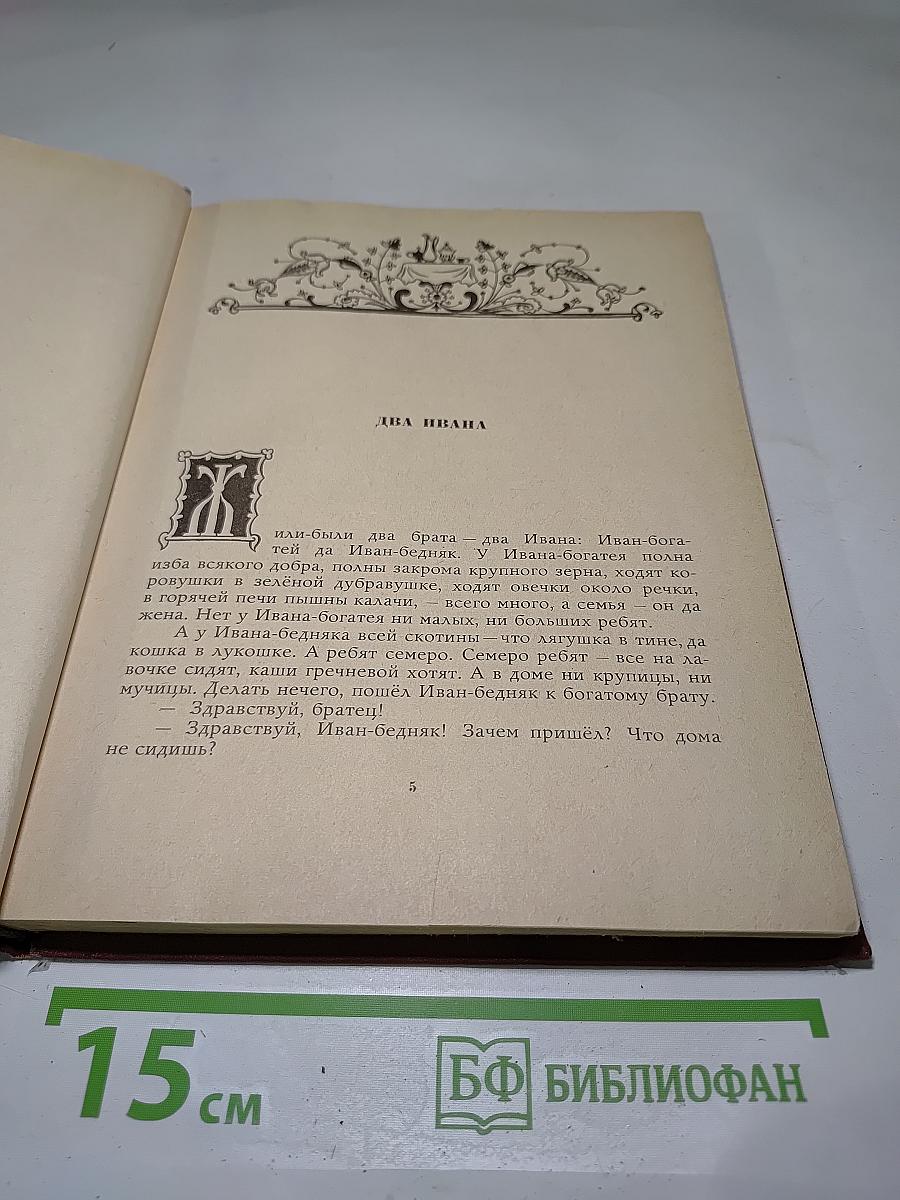 ДВА ИВАНА
Жили-были два брата — два Ивана: Иван-бога-
тей да Иван-бедняк. У Ивана-богатея полна
изба всякого добра, полны закрома крупного зерна, ходят ко-
ровушки в зелёной дубравушке, ходят овечки около речки,
в горячей печи пышны калачи, — всего много, а семья — он да
жена. Нет у Ивана-богатея ни малых, ни больших ребят.
А у Ивана-бедняка всей скотины — что лягушка в тине, да
кошка в лукошке. А ребят семеро. Семеро ребят — все на ла-
вочке сидят, каши гречневой хотят. А в доме ни крупицы, ни
мучицы. Делать нечего, пошёл Иван-бедняк к богатому брату.
— Здравствуй, братец!
— Здравствуй, Иван-бедняк! Зачем пришёл? Что дома
не сидишь?
5
15 см
БФ БИБЛИОФАН